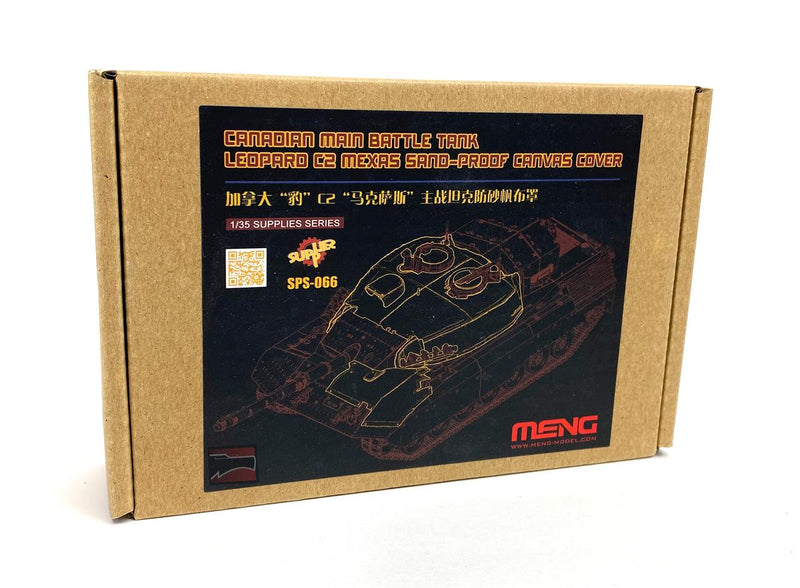 CANADIAN MAIN BATTLE TANK
LEOPARD C2 MEXAS SAND-PROOF CANVAS COVER
加拿大 “豹” C2 “马克萨斯” 主战坦克防砂帆布罩
1/35 SUPPLIES SERIES
SUPPLIER
SPS-066
MENG
WWW.MENG-MODEL.COM